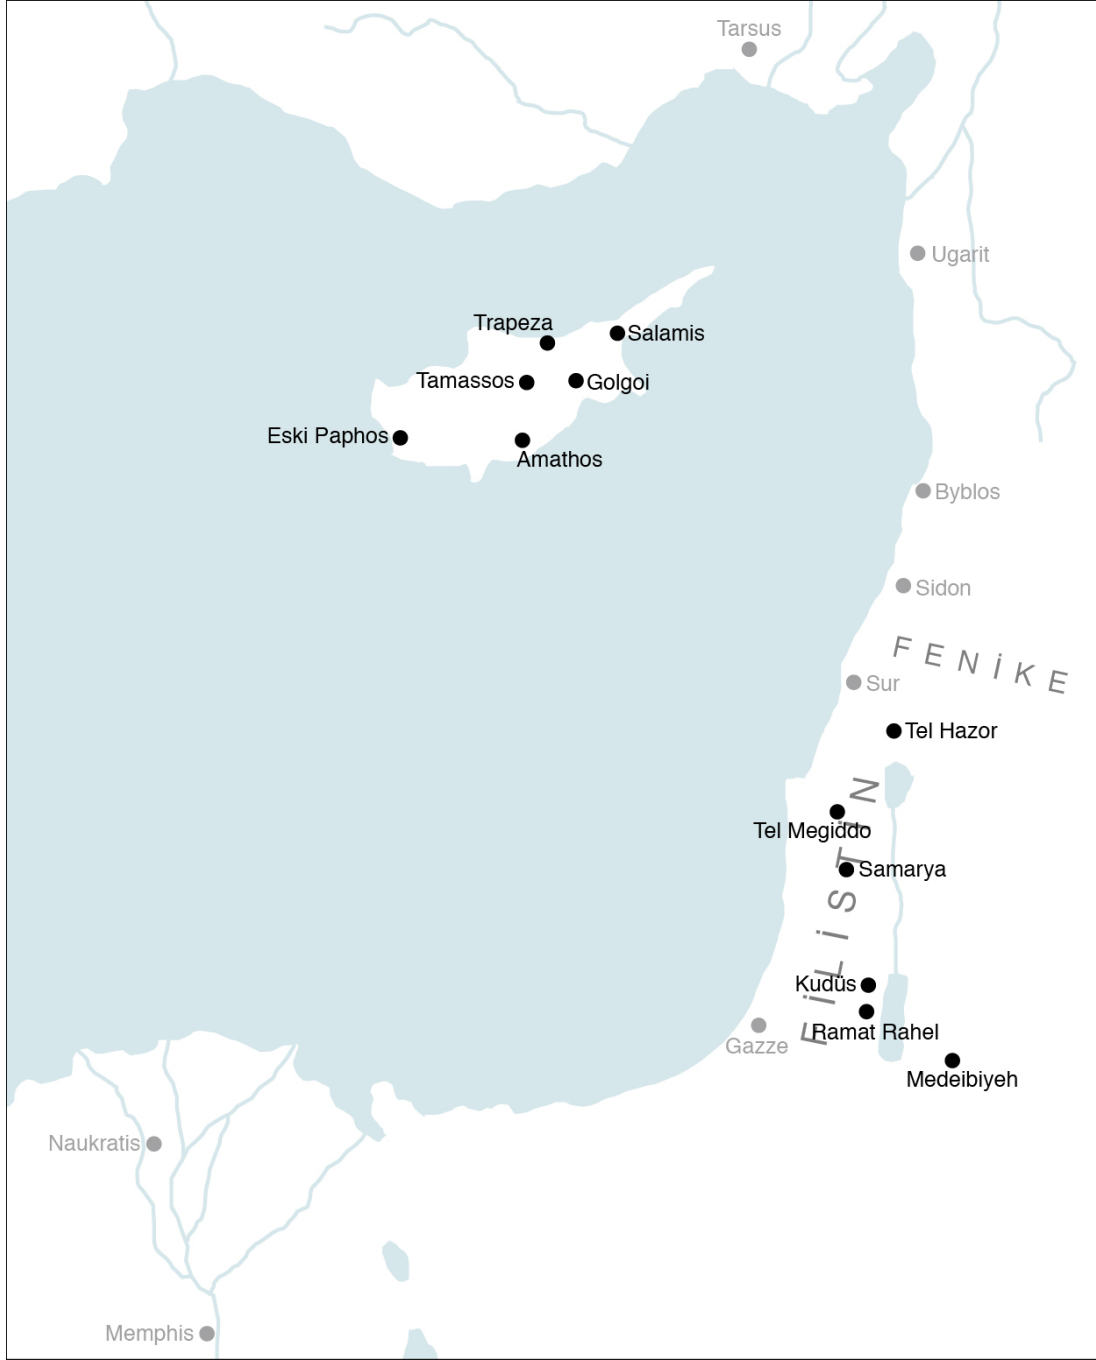 Tarsus
Ugarit
Trapeza
Salamis
Tamassos
Golgoi
Eski Paphos
Amathos
Byblos
Sidon
FENİKE
Sur
Tel Hazor
FİLİSTİN
Tel Megiddo
Samarya
Kudüs
Ramat Rahel
Gazze
Medeibiyeh
Naukratis
Memphis